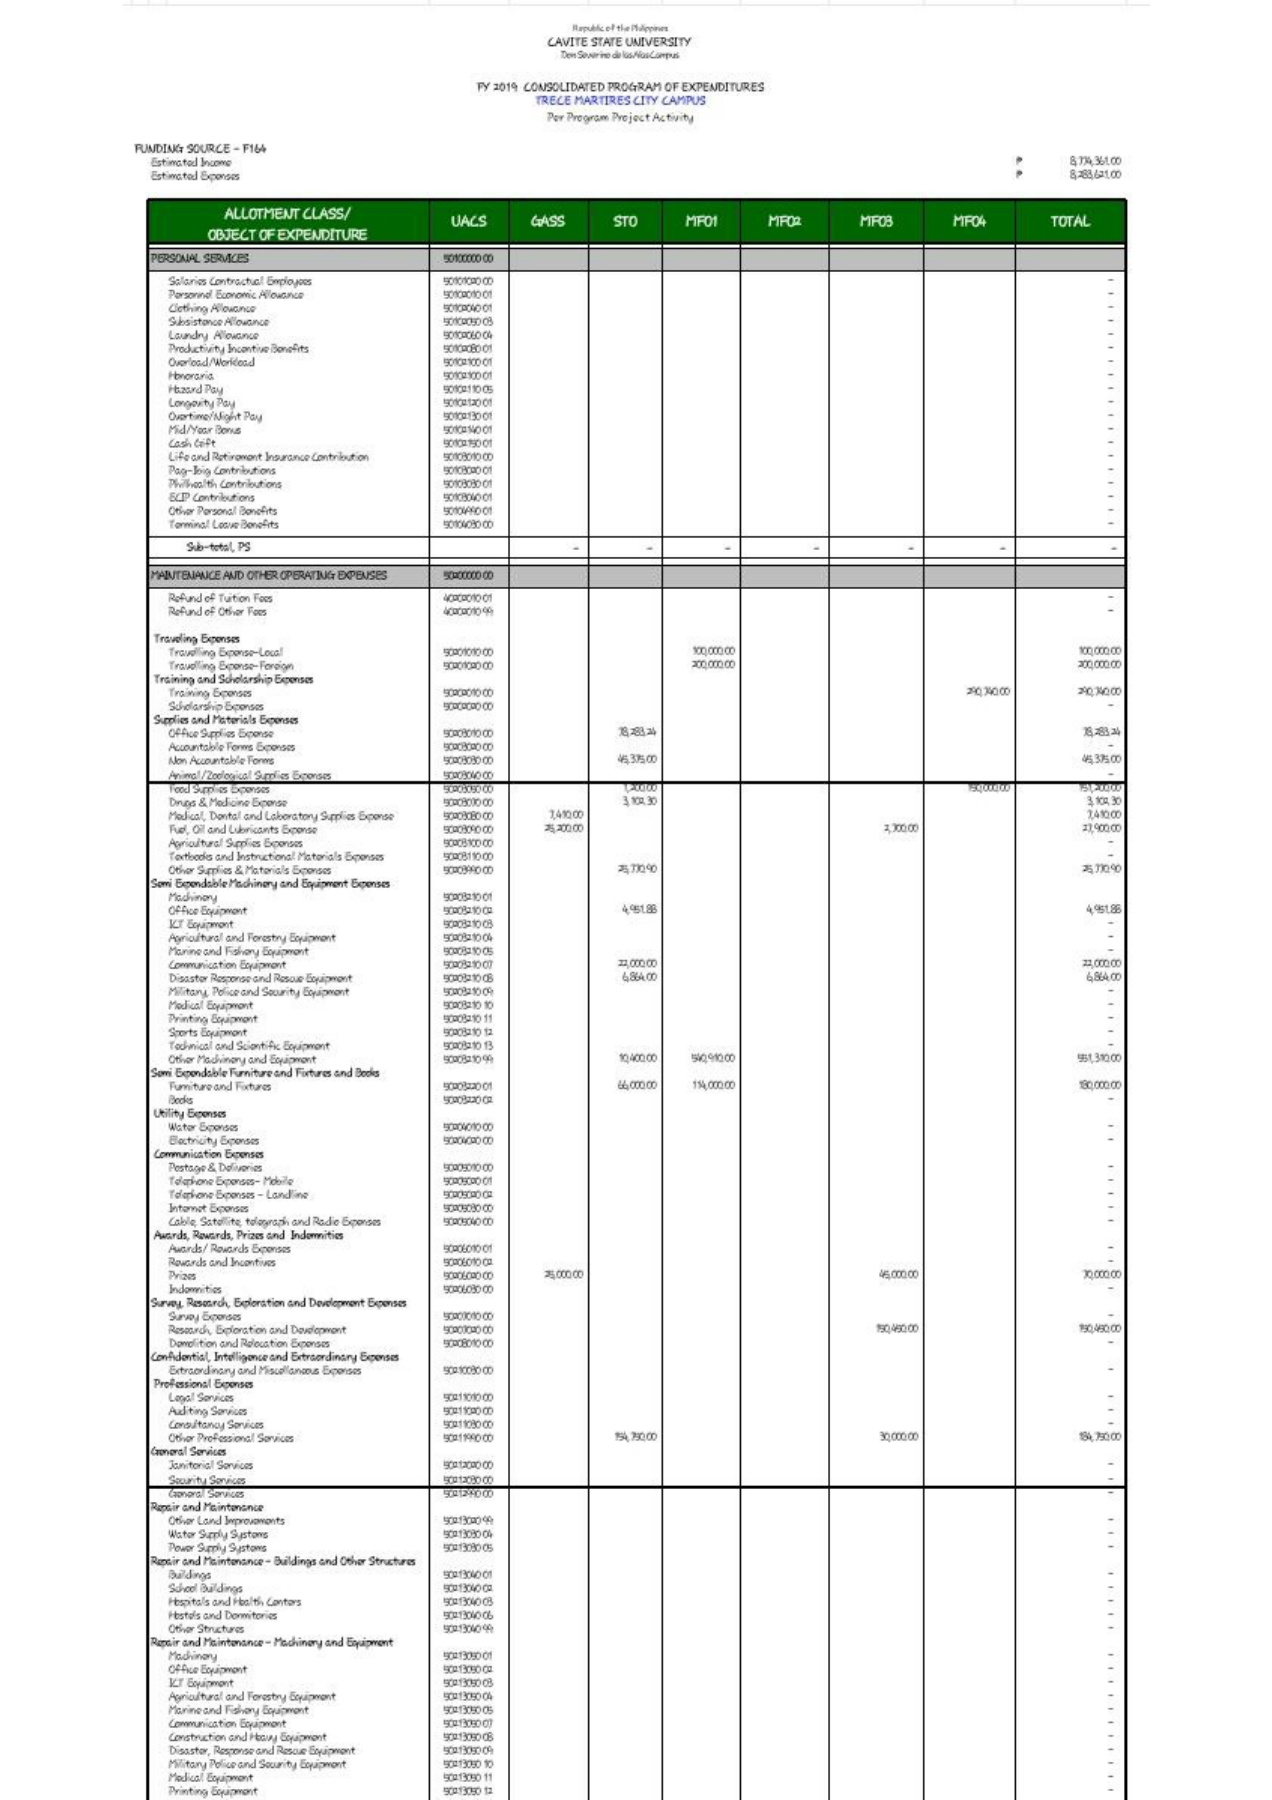 Republic of the Philippines
CAVITE STATE UNIVERSITY
Don Severino de las Alas Campus
FY 2019 CONSOLIDATED PROGRAM OF EXPENDITURES
TRECE MARTIRES CITY CAMPUS
Per Program Project Activity
FUNDING SOURCE - F164
Estimated Income ₱ 8,774,361.00
Estimated Expenses ₱ 8,283,621.00
ALLOTMENT CLASS/ OBJECT OF EXPENDITURE UACS GASS STO MFO1 MFO2 MFO3 MFO4 TOTAL
PERSONAL SERVICES 50100000 00
Salaries Contractual Employees 50101020 00 -
Personnel Economic Allowance 50102010 01 -
Clothing Allowance 50102040 01 -
Subsistence Allowance 50102050 03 -
Laundry Allowance 50102060 04 -
Productivity Incentive Benefits 50102080 01 -
Overload/Workload 50102100 01 -
Honoraria 50102100 01 -
Hazard Pay 50102110 05 -
Longevity Pay 50102120 01 -
Overtime/Night Pay 50102130 01 -
Mid/Year Bonus 50102140 01 -
Cash Gift 50102150 01 -
Life and Retirement Insurance Contribution 50103010 00 -
Pag-Ibig Contributions 50103020 01 -
Philhealth Contributions 50103030 01 -
ECIP Contributions 50103040 01 -
Other Personal Benefits 50104990 01 -
Terminal Leave Benefits 50104030 00 -
Sub-total, PS - - - - - - -
MAINTENANCE AND OTHER OPERATING EXPENSES 50200000 00
Refund of Tuition Fees 40202010 01 -
Refund of Other Fees 40202010 99 -
Traveling Expenses
Travelling Expense-Local 50201010 00 100,000.00 100,000.00
Travelling Expense-Foreign 50201020 00 200,000.00 200,000.00
Training and Scholarship Expenses
Training Expenses 50202010 00 290,740.00 290,740.00
Scholarship Expenses 50202020 00 -
Supplies and Materials Expenses
Office Supplies Expense 50203010 00 78,283.24 78,283.24
Accountable Forms Expenses 50203020 00 -
Non Accountable Forms 50203030 00 45,375.00 45,375.00
Animal/Zoological Supplies Expenses 50203040 00 -
Food Supplies Expenses 50203050 00 1,200.00 150,000.00 151,200.00
Drugs & Medicine Expense 50203070 00 3,102.30 3,102.30
Medical, Dental and Laboratory Supplies Expense 50203080 00 7,410.00 7,410.00
Fuel, Oil and Lubricants Expense 50203090 00 25,200.00 2,700.00 27,900.00
Agricultural Supplies Expenses 50203100 00 -
Textbooks and Instructional Materials Expenses 50203110 00 -
Other Supplies & Materials Expenses 50203990 00 25,770.90 25,770.90
Semi Expendable Machinery and Equipment Expenses
Machinery 50203210 01 -
Office Equipment 50203210 02 4,951.88 4,951.88
ICT Equipment 50203210 03 -
Agricultural and Forestry Equipment 50203210 04 -
Marine and Fishery Equipment 50203210 05 -
Communication Equipment 50203210 07 22,000.00 22,000.00
Disaster Response and Rescue Equipment 50203210 08 6,864.00 6,864.00
Military, Police and Security Equipment 50203210 09 -
Medical Equipment 50203210 10 -
Printing Equipment 50203210 11 -
Sports Equipment 50203210 12 -
Technical and Scientific Equipment 50203210 13 -
Other Machinery and Equipment 50203210 99 10,400.00 540,910.00 551,310.00
Semi Expendable Furniture and Fixtures and Books
Furniture and Fixtures 50203220 01 66,000.00 114,000.00 180,000.00
Books 50203220 02 -
Utility Expenses
Water Expenses 50204010 00 -
Electricity Expenses 50204020 00 -
Communication Expenses
Postage & Deliveries 50205010 00 -
Telephone Expenses- Mobile 50205020 01 -
Telephone Expenses - Landline 50205020 02 -
Internet Expenses 50205030 00 -
Cable, Satellite, telegraph and Radio Expenses 50205040 00 -
Awards, Rewards, Prizes and Indemnities
Awards/ Rewards Expenses 50206010 01 -
Rewards and Incentives 50206010 02 -
Prizes 50206020 00 25,000.00 45,000.00 70,000.00
Indemnities 50206030 00 -
Survey, Research, Exploration and Development Expenses
Survey Expenses 50207010 00 -
Research, Exploration and Development 50207020 00 150,450.00 150,450.00
Demolition and Relocation Expenses 50208010 00 -
Confidential, Intelligence and Extraordinary Expenses
Extraordinary and Miscellaneous Expenses 50210030 00 -
Professional Expenses
Legal Services 50211010 00 -
Auditing Services 50211020 00 -
Consultancy Services 50211030 00 -
Other Professional Services 50211990 00 154,750.00 30,000.00 184,750.00
General Services
Janitorial Services 50212020 00 -
Security Services 50212030 00 -
General Services 50212990 00 -
Repair and Maintenance
Other Land Improvements 50213020 99 -
Water Supply Systems 50213030 04 -
Power Supply Systems 50213030 05 -
Repair and Maintenance - Buildings and Other Structures
Buildings 50213040 01 -
School Buildings 50213040 02 -
Hospitals and Health Centers 50213040 03 -
Hostels and Dormitories 50213040 06 -
Other Structures 50213040 99 -
Repair and Maintenance - Machinery and Equipment
Machinery 50213050 01 -
Office Equipment 50213050 02 -
ICT Equipment 50213050 03 -
Agricultural and Forestry Equipment 50213050 04 -
Marine and Fishery Equipment 50213050 05 -
Communication Equipment 50213050 07 -
Construction and Heavy Equipment 50213050 08 -
Disaster, Response and Rescue Equipment 50213050 09 -
Military Police and Security Equipment 50213050 10 -
Medical Equipment 50213050 11 -
Printing Equipment 50213050 12 -